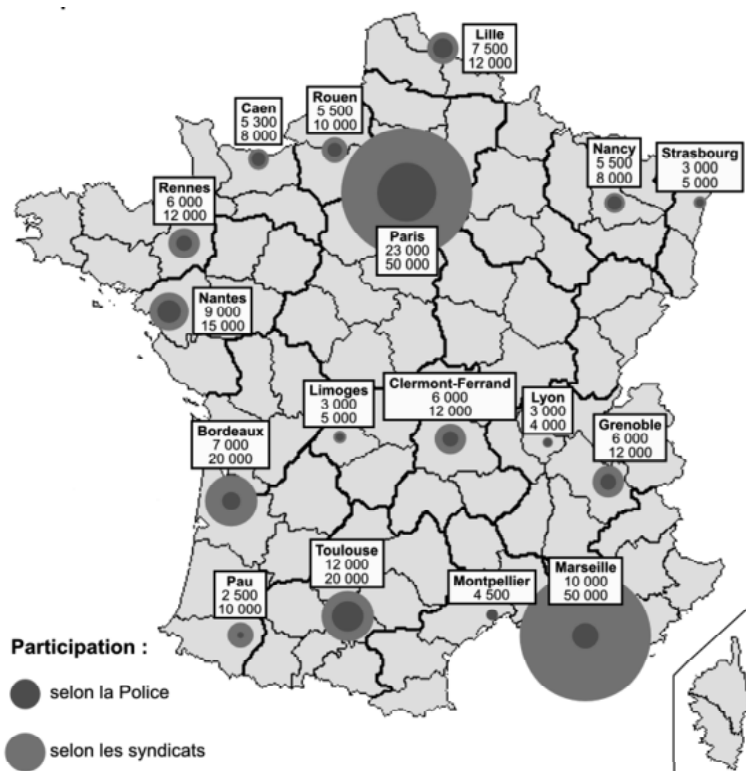 Lille
7 500
12 000
Caen
5 300
8 000
Rouen
5 500
10 000
Nancy
5 500
8 000
Strasbourg
3 000
5 000
Rennes
6 000
12 000
Paris
23 000
50 000
Nantes
9 000
15 000
Limoges
3 000
5 000
Clermont-Ferrand
6 000
12 000
Lyon
3 000
4 000
Grenoble
6 000
12 000
Bordeaux
7 000
20 000
Toulouse
12 000
20 000
Pau
2 500
10 000
Montpellier
4 500
Marseille
10 000
50 000
Participation :
selon la Police
selon les syndicats